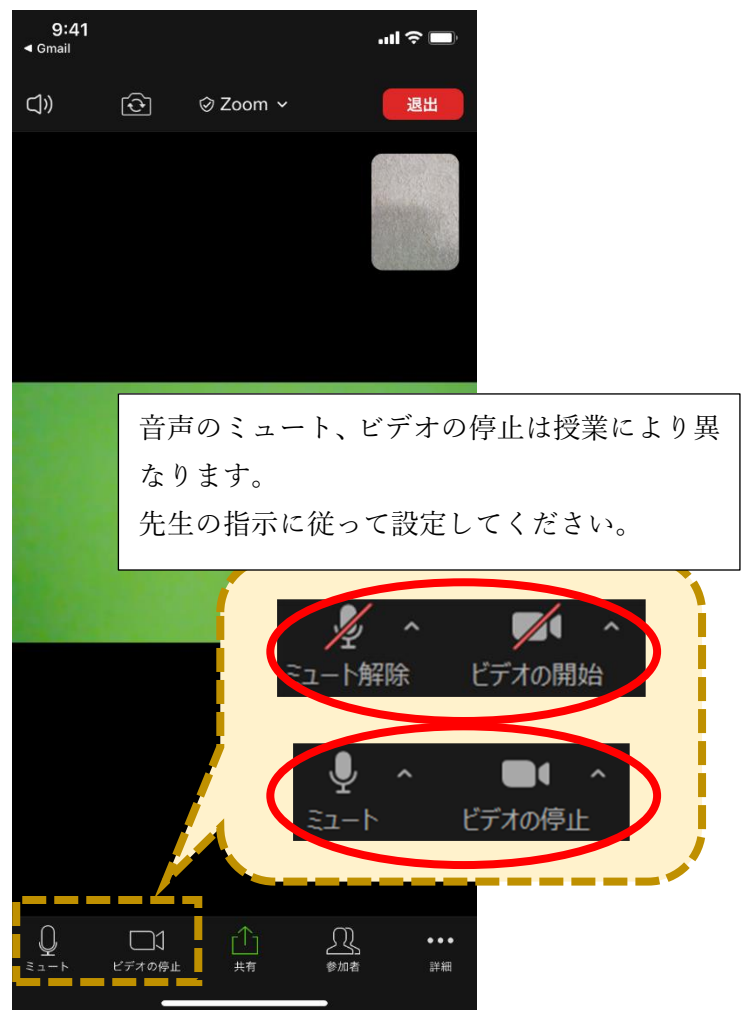 9:41
◀ Gmail
Zoom
退出
音声のミュート、ビデオの停止は授業により異
なります。
先生の指示に従って設定してください。
ミュート解除 ビデオの開始
ミュート ビデオの停止
ミュート ビデオの停止 共有 参加者 詳細